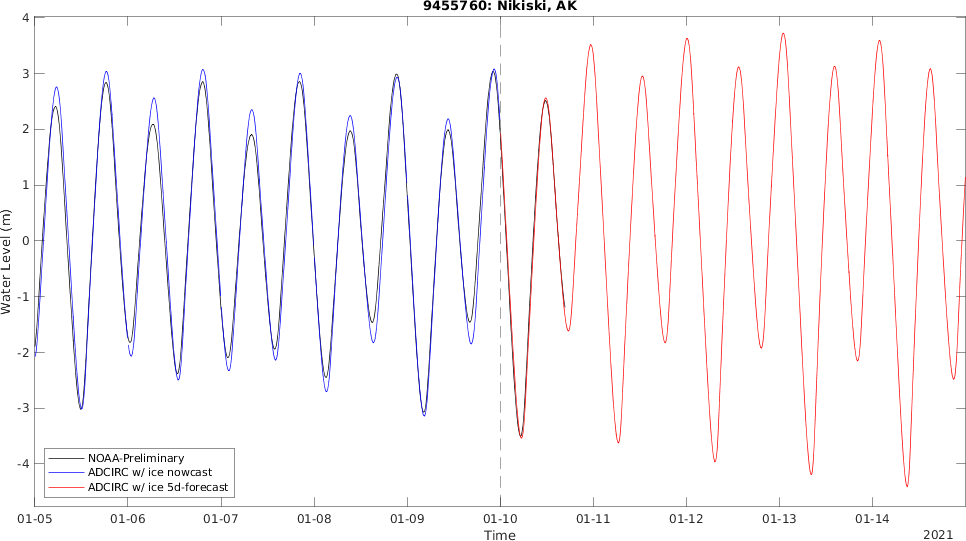 9455760: Nikiski, AK
Water Level (m)
4
3
2
1
0
-1
-2
-3
-4
NOAA-Preliminary
ADCIRC w/ ice nowcast
ADCIRC w/ ice 5d-forecast
01-05 01-06 01-07 01-08 01-09 01-10 01-11 01-12 01-13 01-14
Time
2021